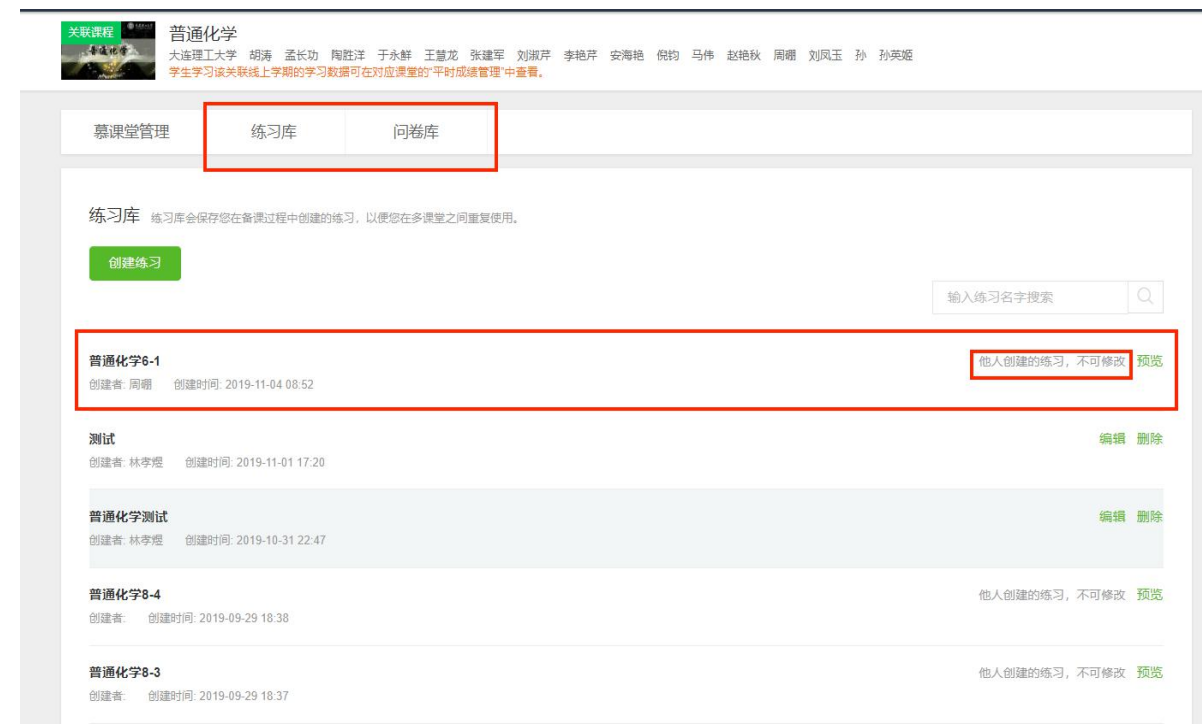 关联课程
普通化学
普通化学
大连理工大学 胡涛 孟长功 陶胜洋 于永鲜 王慧龙 张建军 刘淑芹 李艳芹 安海艳 倪钧 马伟 赵艳秋 周硼 刘凤玉 孙 孙英姬
学生学习该关联线上学期的学习数据可在对应课堂的"平时成绩管理"中查看。
慕课堂管理 练习库 问卷库
练习库 练习库会保存您在备课过程中创建的练习，以便您在多课堂之间重复使用。
创建练习
输入练习名字搜索
普通化学6-1 他人创建的练习，不可修改 预览
创建者: 周硼 创建时间: 2019-11-04 08:52
测试 编辑 删除
创建者: 林孝煜 创建时间: 2019-11-01 17:20
普通化学测试 编辑 删除
创建者: 林孝煜 创建时间: 2019-10-31 22:47
普通化学8-4 他人创建的练习，不可修改 预览
创建者: 创建时间: 2019-09-29 18:38
普通化学8-3 他人创建的练习，不可修改 预览
创建者: 创建时间: 2019-09-29 18:37